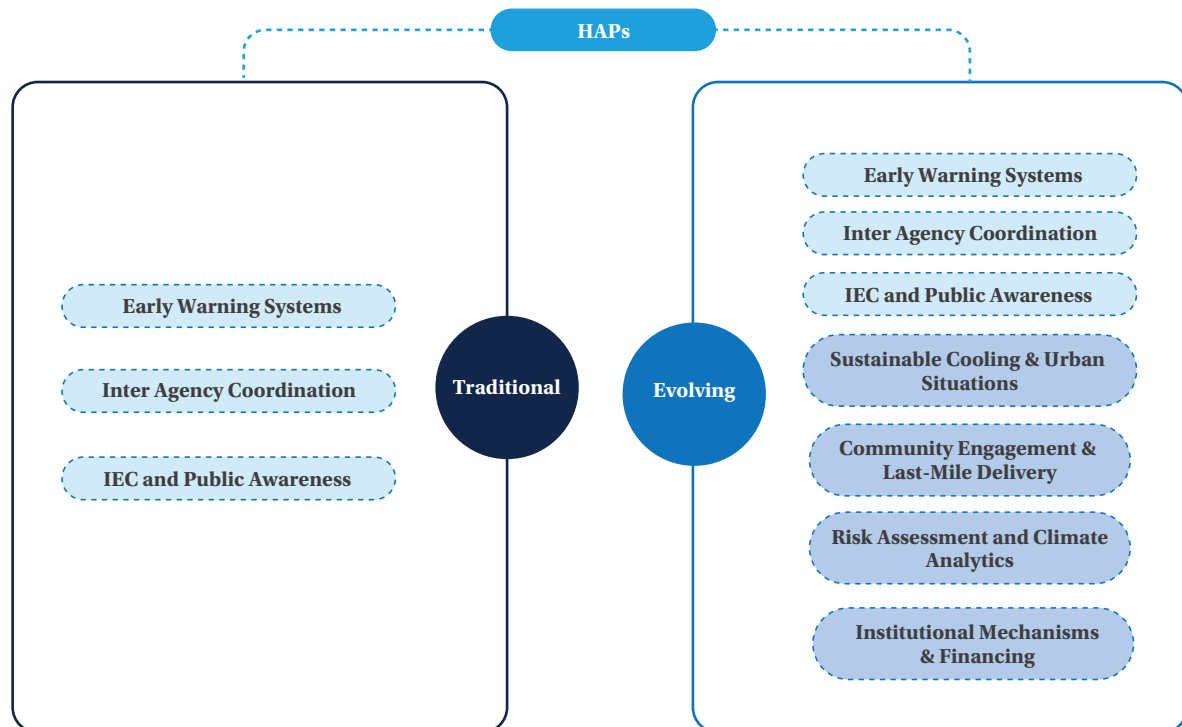 HAPs
Early Warning Systems
Inter Agency Coordination
IEC and Public Awareness
Traditional
Evolving
Early Warning Systems
Inter Agency Coordination
IEC and Public Awareness
Sustainable Cooling & Urban
Situations
Community Engagement &
Last-Mile Delivery
Risk Assessment and Climate
Analytics
Institutional Mechanisms
& Financing